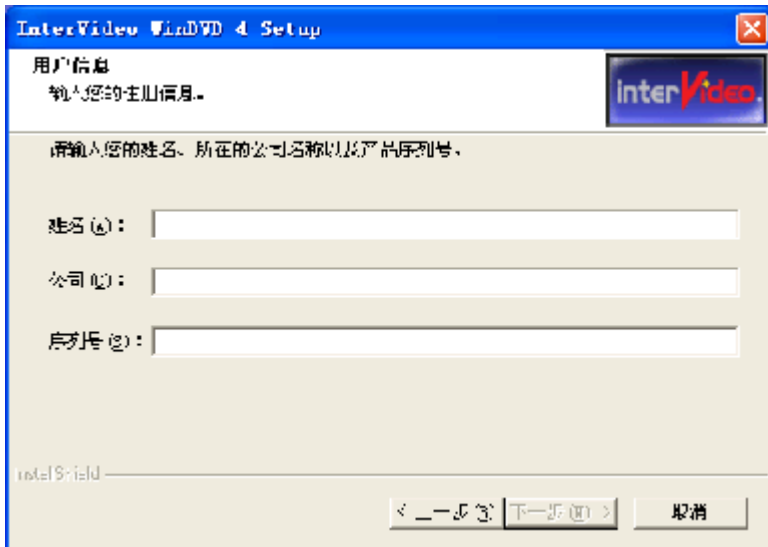 InterVideo WinDVD 4 Setup
用户信息
输入您的注册信息。
interVideo.
请输入您的姓名、所在的公司名称以及产品序列号。
姓名(A)：
公司(C)：
序列号(S)：
InstallShield
< 上一步(B)
下一步(N) >
取消